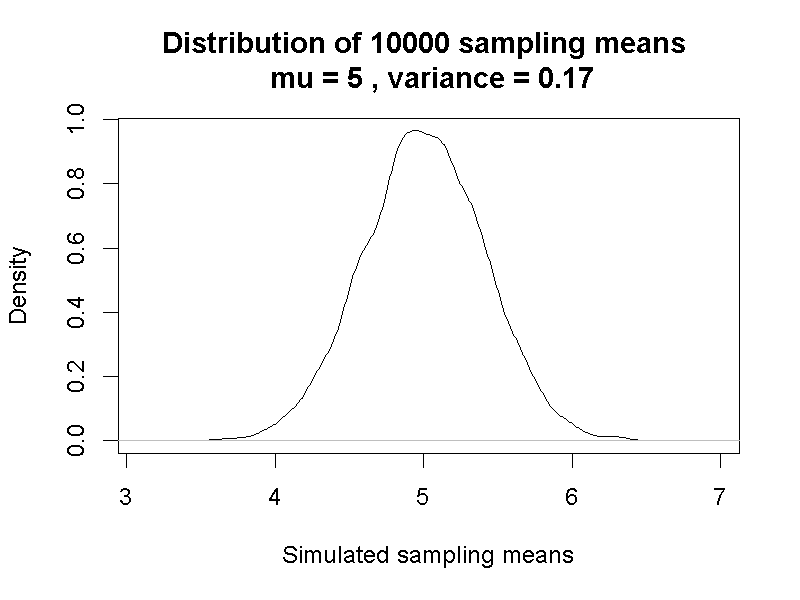 Distribution of 10000 sampling means
mu = 5 , variance = 0.17
Density
1.0
0.8
0.6
0.4
0.2
0.0
3 4 5 6 7
Simulated sampling means